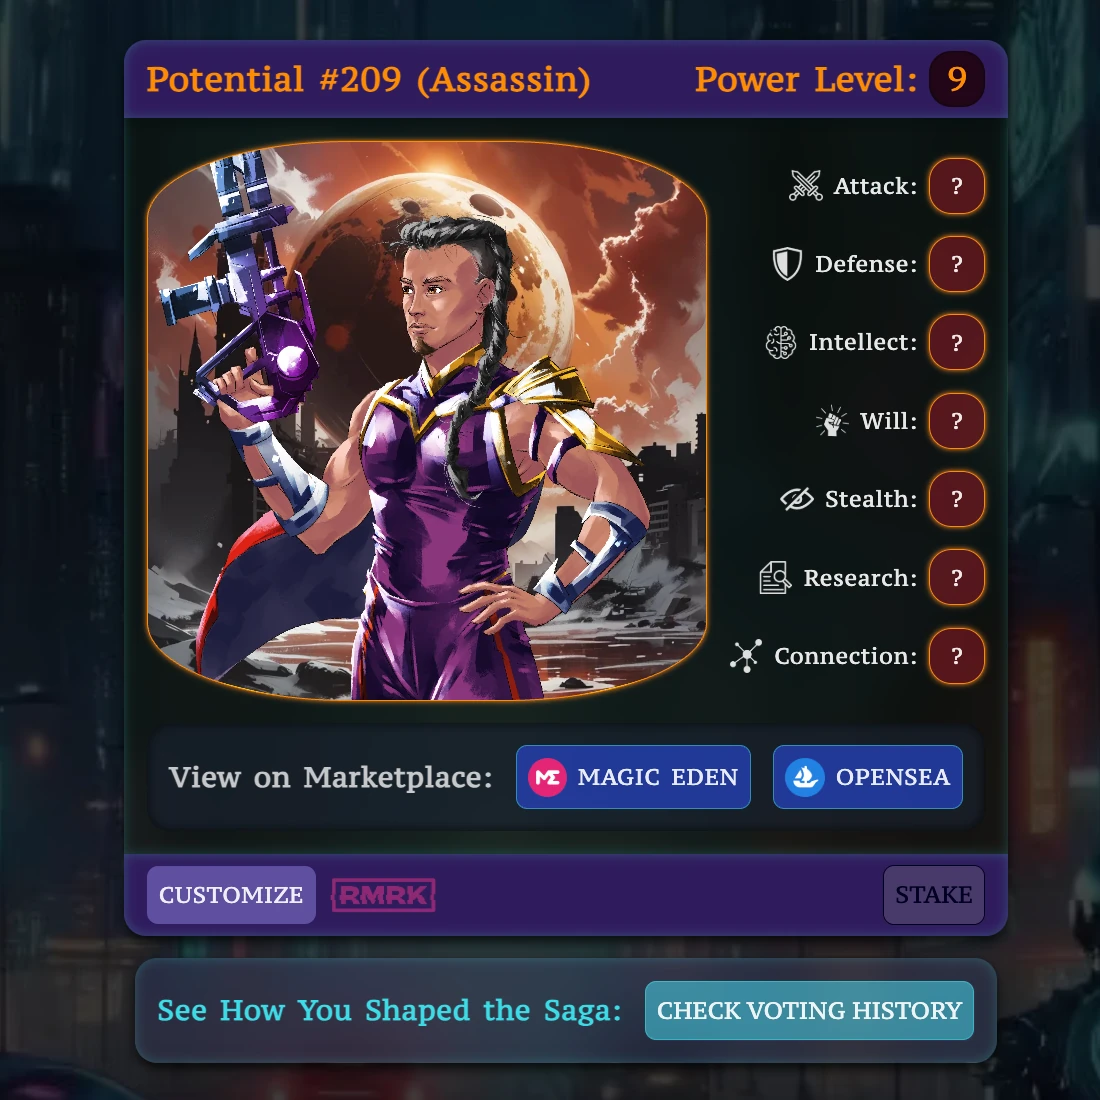 Potential #209 (Assassin)
Power Level: 9
Attack: ?
Defense: ?
Intellect: ?
Will: ?
Stealth: ?
Research: ?
Connection: ?
View on Marketplace:
ME MAGIC EDEN
OPENSEA
CUSTOMIZE
RMRK
STAKE
See How You Shaped the Saga:
CHECK VOTING HISTORY